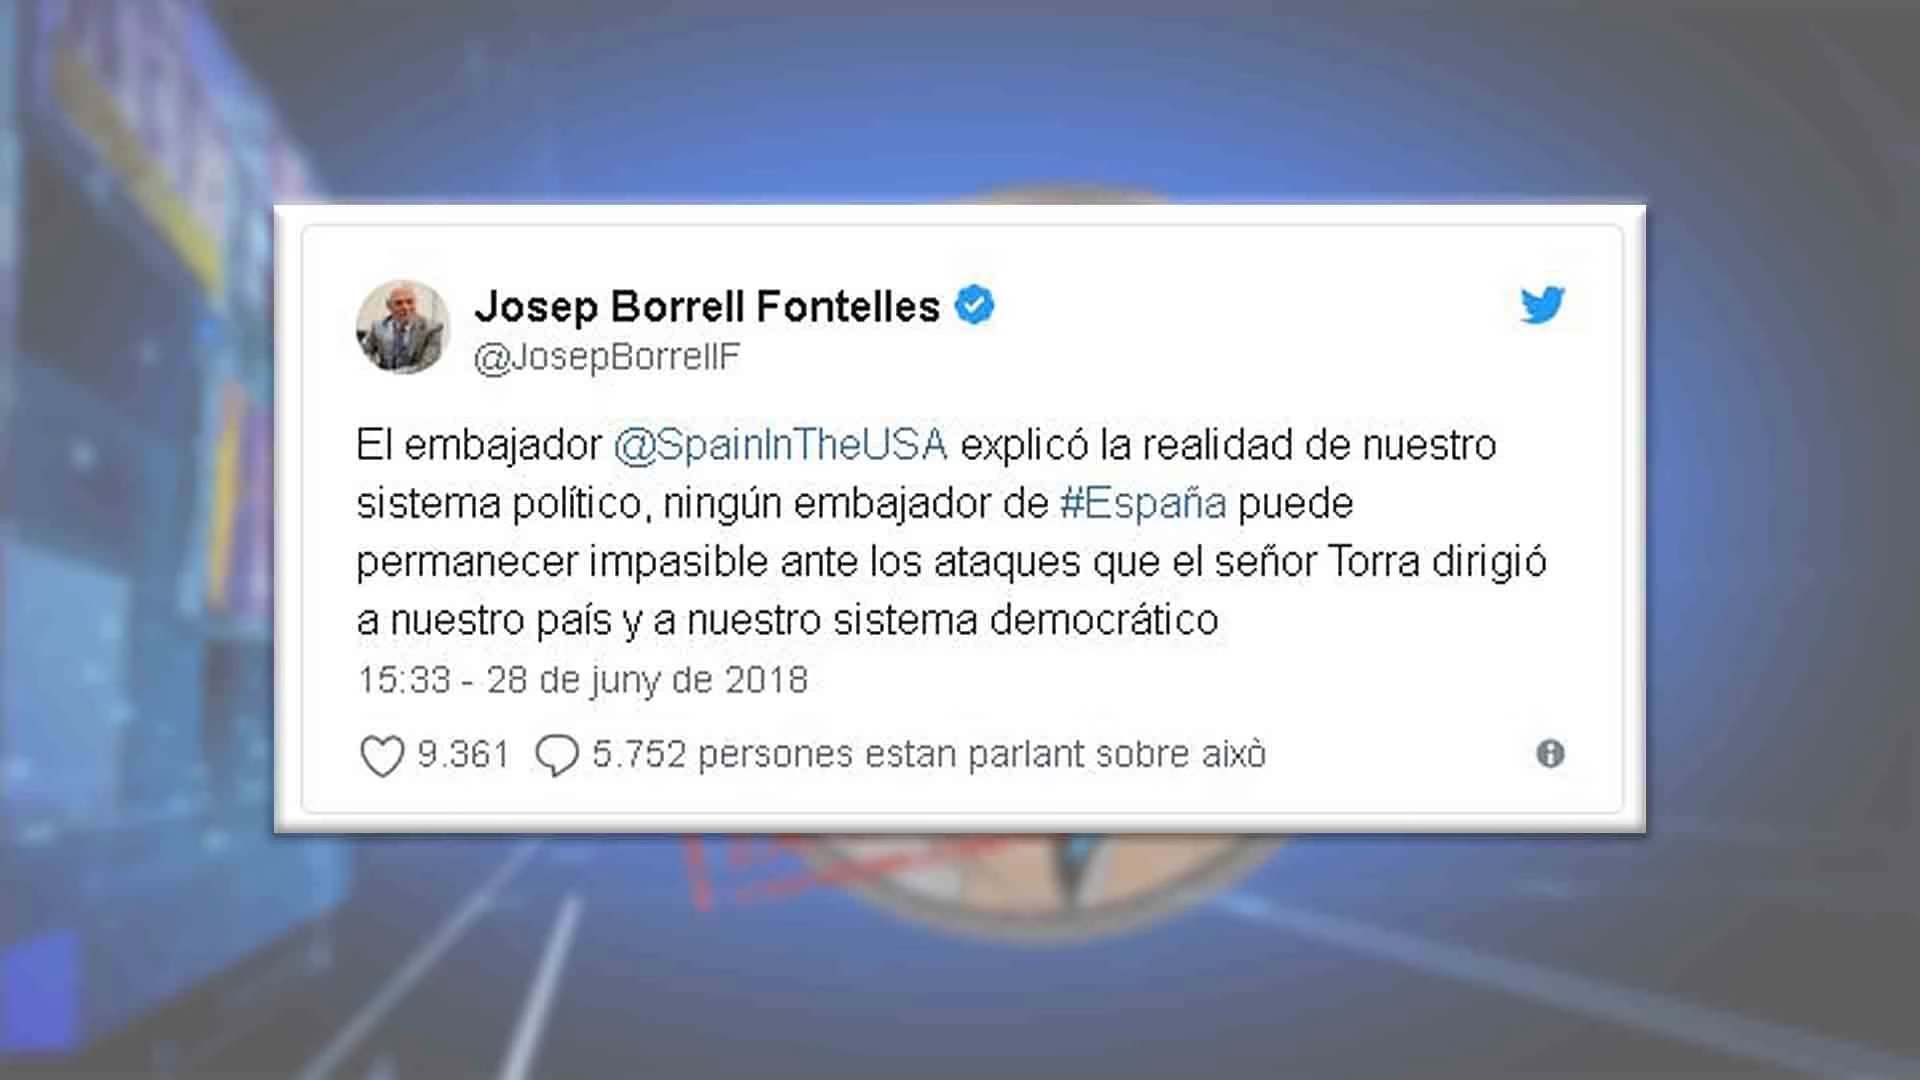 Josep Borrell Fontelles
@JosepBorrellF
El embajador @SpainInTheUSA explicó la realidad de nuestro
sistema político, ningún embajador de #España puede
permanecer impasible ante los ataques que el señor Torra dirigió
a nuestro país y a nuestro sistema democrático
15:33 - 28 de juny de 2018
9.361 5.752 persones estan parlant sobre això